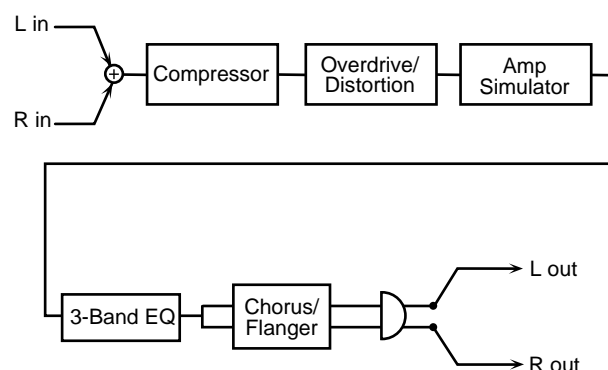 L in
+
Compressor
Overdrive/
Distortion
Amp
Simulator
R in
L out
3-Band EQ
Chorus/
Flanger
R out